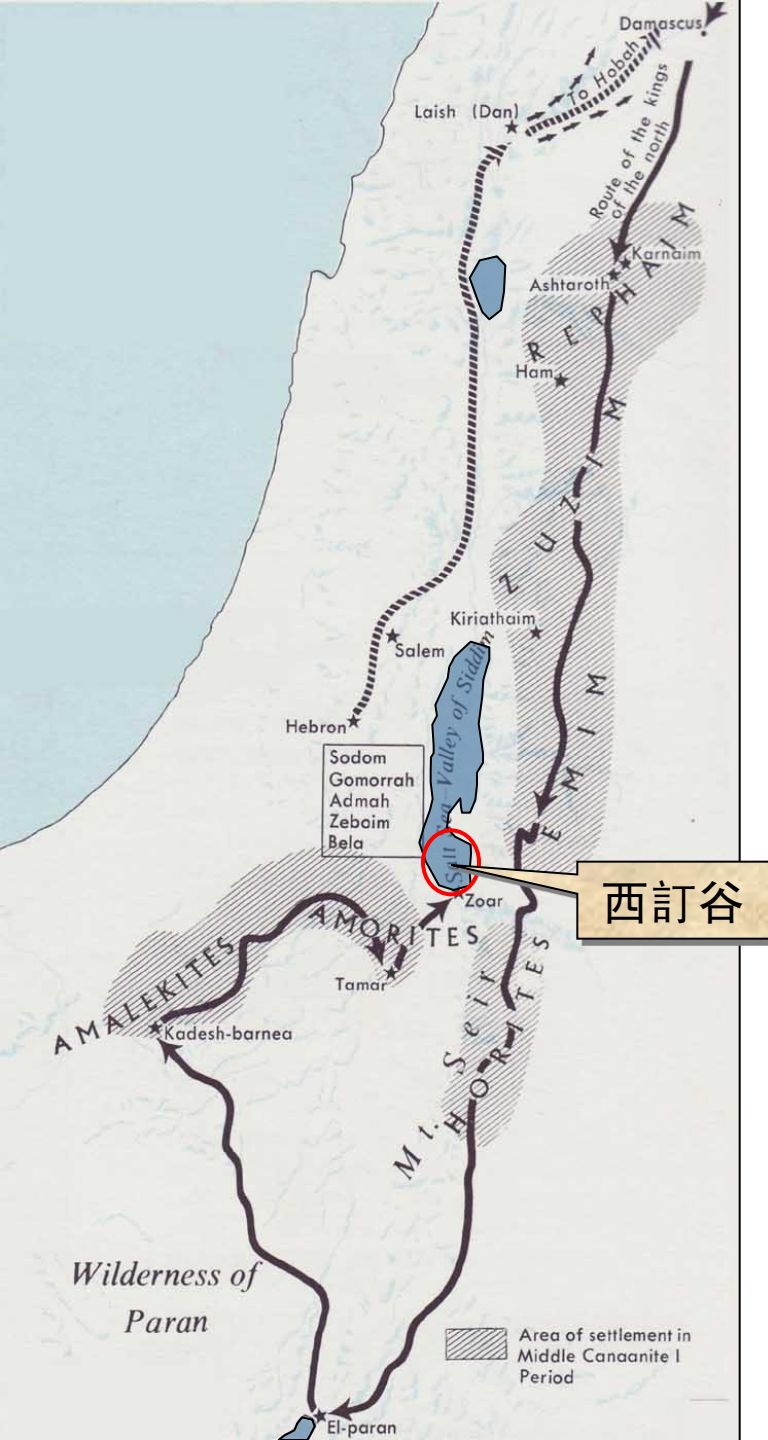 Damascus
To Hobah
Laish (Dan)
Route of the kings
of the north
Karnaim
Ashtaroth
REPHAIM
Ham
ZUZIM
Kiriathaim
Salem
Salt Sea-Valley of Siddim
EMIM
Hebron
Sodom
Gomorrah
Admah
Zeboim
Bela
西訂谷
Zoar
AMORITES
Tamar
AMALEKITES
Kadesh-barnea
Mt. Seir
HORITES
Wilderness of
Paran
Area of settlement in
Middle Canaanite I
Period
El-paran